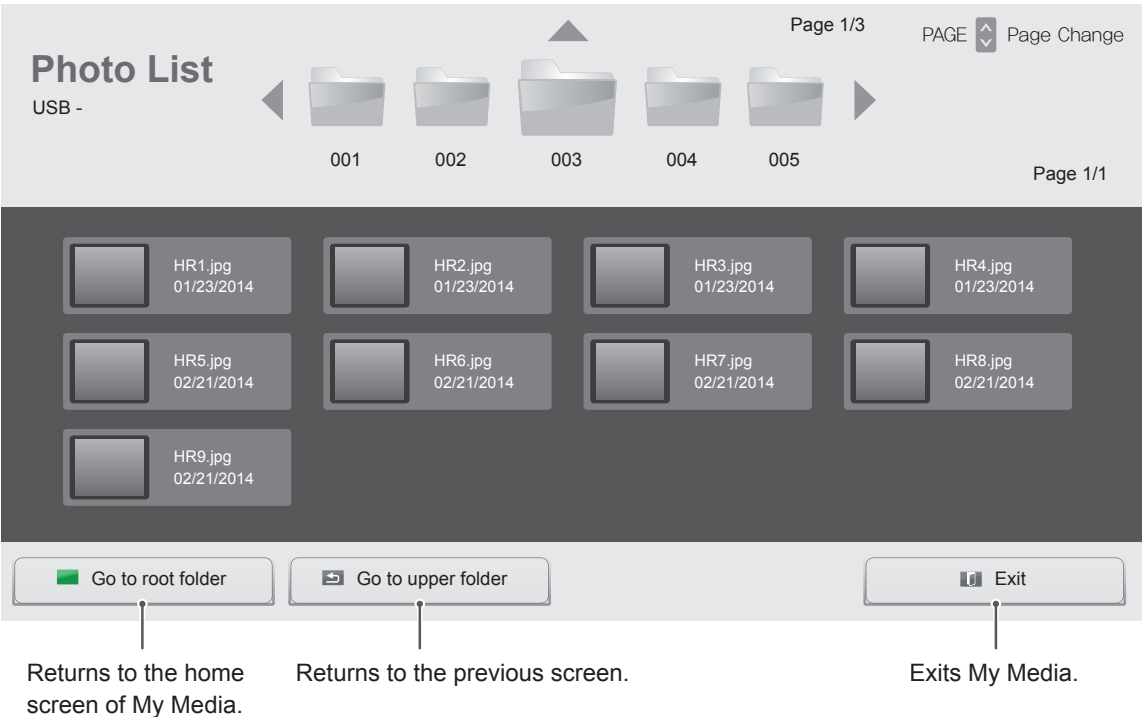 Page 1/3
PAGE Page Change
Photo List
USB -
001 002 003 004 005
Page 1/1
HR1.jpg
01/23/2014
HR2.jpg
01/23/2014
HR3.jpg
01/23/2014
HR4.jpg
01/23/2014
HR5.jpg
02/21/2014
HR6.jpg
02/21/2014
HR7.jpg
02/21/2014
HR8.jpg
02/21/2014
HR9.jpg
02/21/2014
Go to root folder
Go to upper folder
Exit
Returns to the home
screen of My Media.
Returns to the previous screen.
Exits My Media.